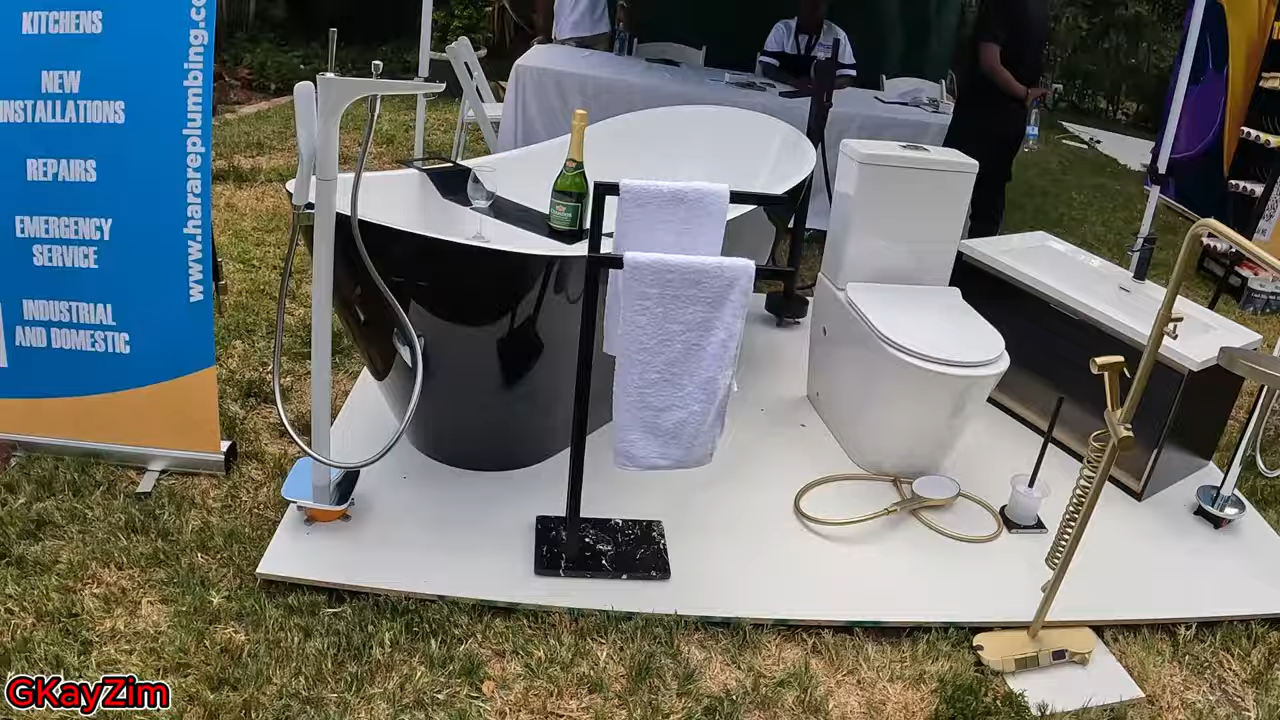 KITCHENS
NEW
INSTALLATIONS
REPAIRS
EMERGENCY
SERVICE
INDUSTRIAL
AND DOMESTIC
www.harareplumbing.co
GKayZim